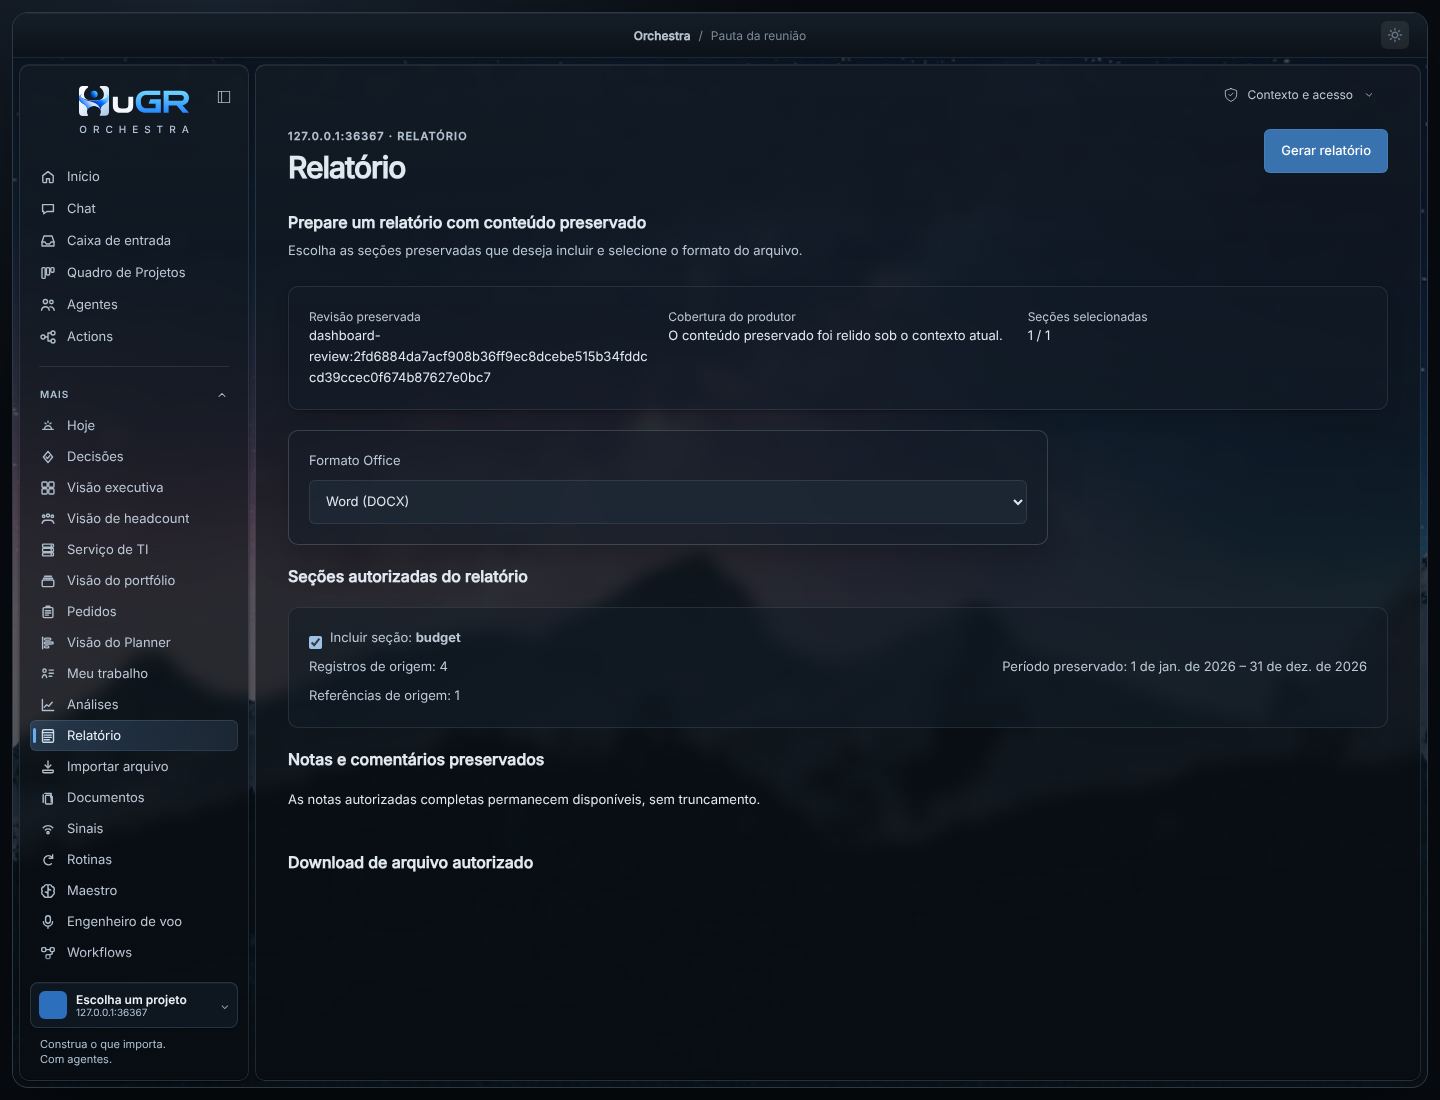 Orchestra / Pauta da reunião
HuGR
ORCHESTRA
Início
Chat
Caixa de entrada
Quadro de Projetos
Agentes
Actions
MAIS
Hoje
Decisões
Visão executiva
Visão de headcount
Serviço de TI
Visão do portfólio
Pedidos
Visão do Planner
Meu trabalho
Análises
Relatório
Importar arquivo
Documentos
Sinais
Rotinas
Maestro
Engenheiro de voo
Workflows
Escolha um projeto
127.0.0.1:36367
Construa o que importa.
Com agentes.
Contexto e acesso
127.0.0.1:36367 · RELATÓRIO
Relatório
Gerar relatório
Prepare um relatório com conteúdo preservado
Escolha as seções preservadas que deseja incluir e selecione o formato do arquivo.
Revisão preservada
dashboard-
review:2fd6884da7acf908b36ff9ec8dcebe515b34fddc
cd39ccec0f674b87627e0bc7
Cobertura do produtor
O conteúdo preservado foi relido sob o contexto atual.
Seções selecionadas
1 / 1
Formato Office
Word (DOCX)
Seções autorizadas do relatório
Incluir seção: budget
Registros de origem: 4
Período preservado: 1 de jan. de 2026 – 31 de dez. de 2026
Referências de origem: 1
Notas e comentários preservados
As notas autorizadas completas permanecem disponíveis, sem truncamento.
Download de arquivo autorizado